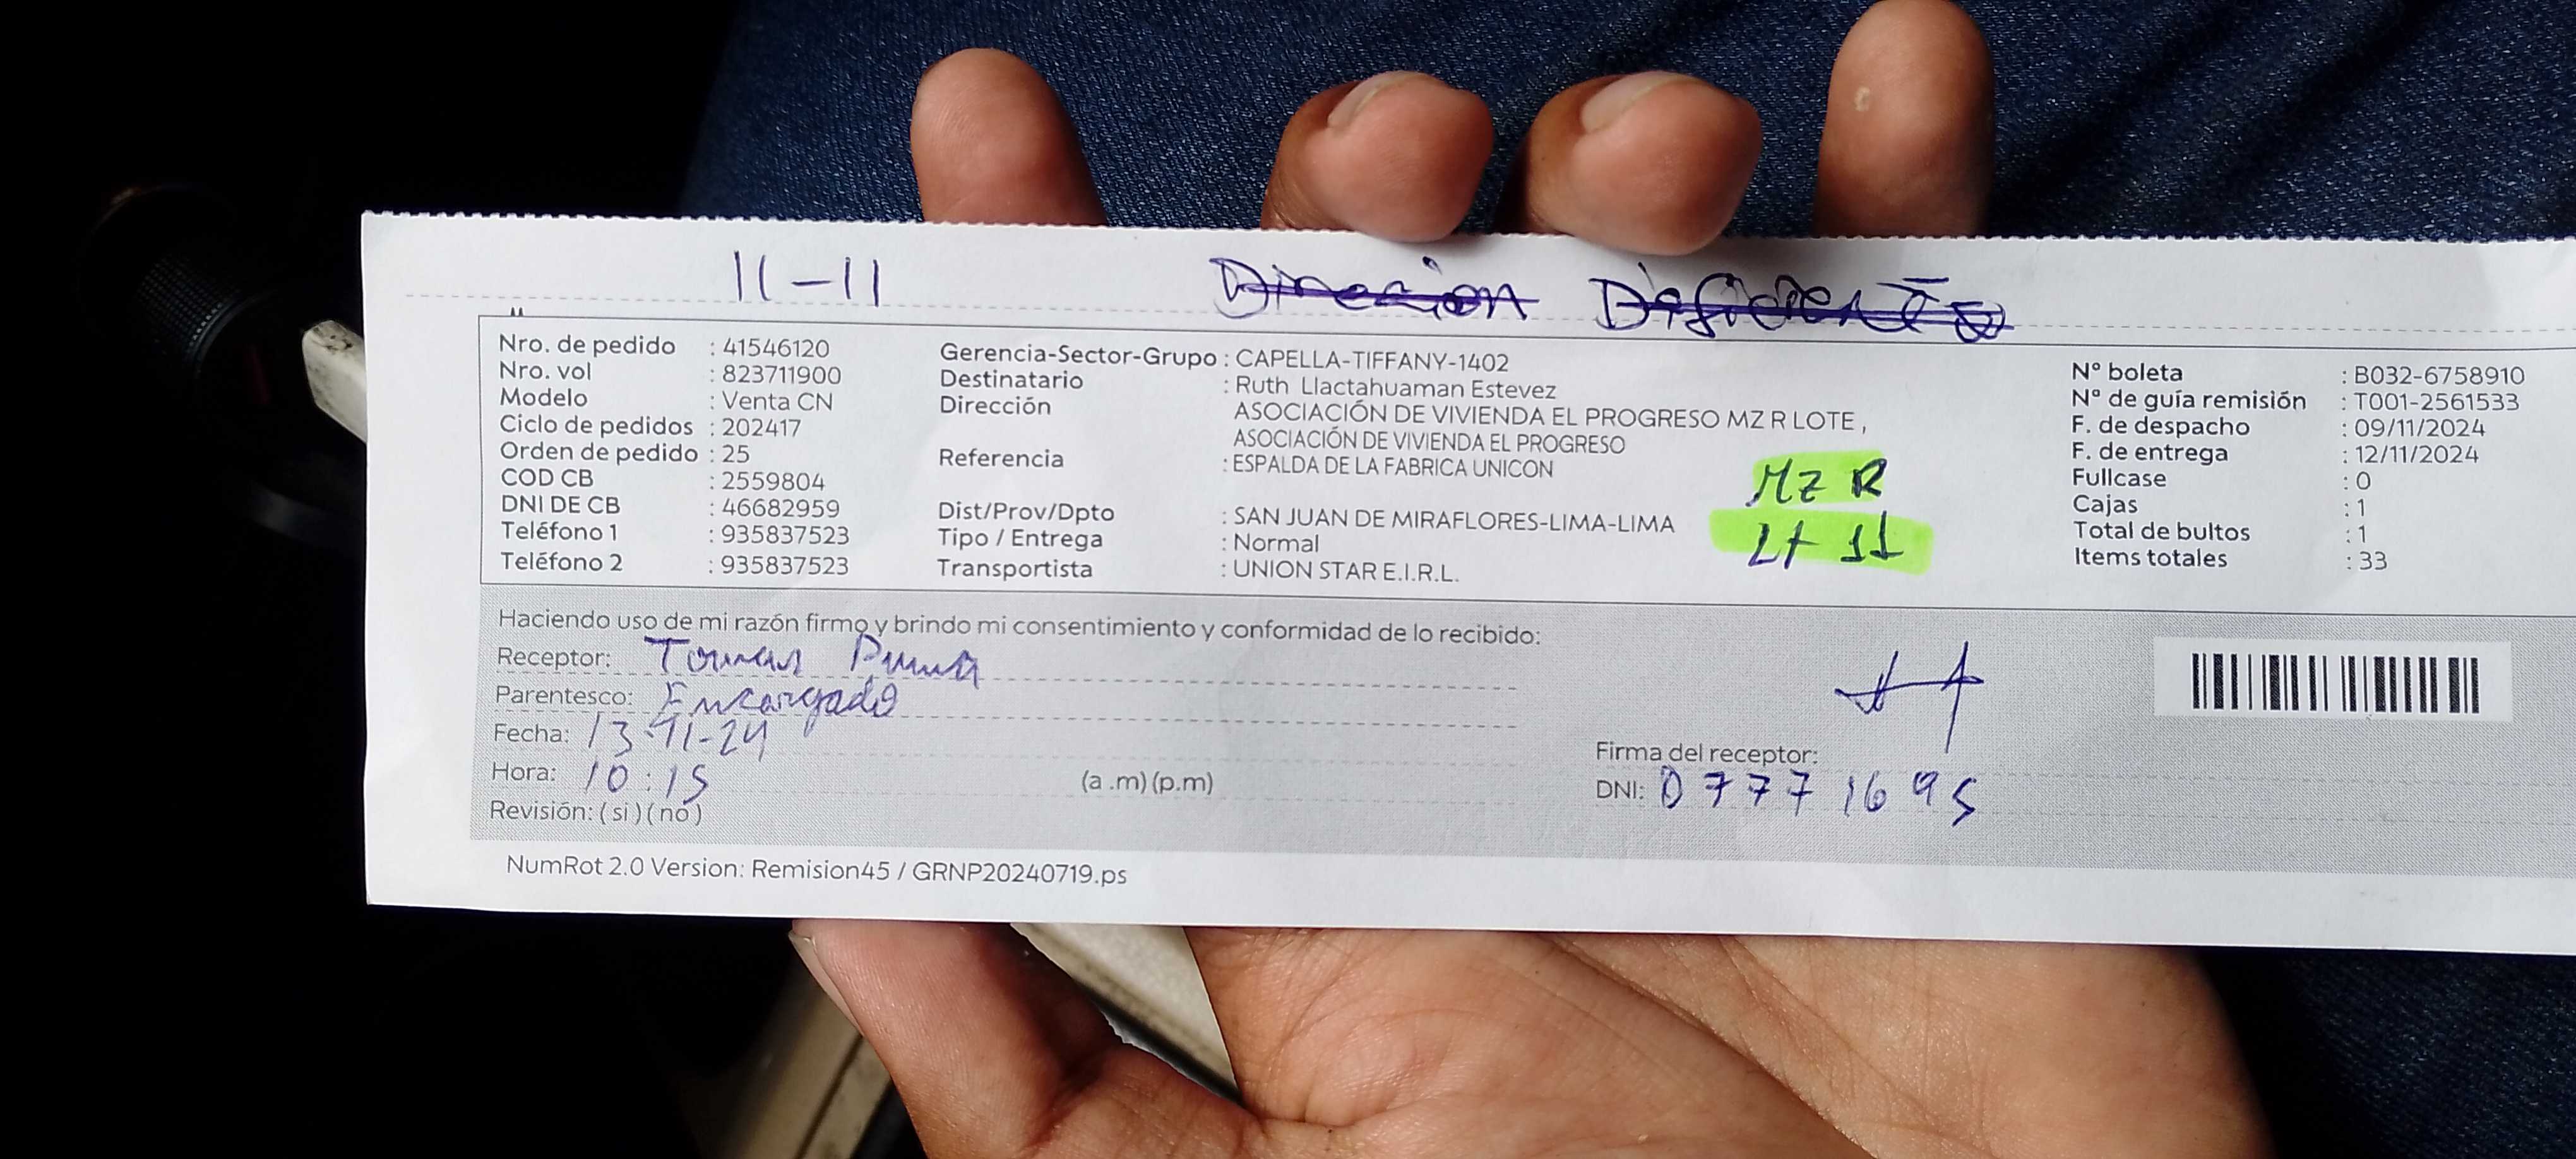 11-11
Direccion Deficiente
Nro. de pedido : 41546120
Nro. vol : 823711900
Modelo : Venta CN
Ciclo de pedidos : 202417
Orden de pedido : 25
COD CB : 2559804
DNI DE CB : 46682959
Teléfono 1 : 935837523
Teléfono 2 : 935837523
Gerencia-Sector-Grupo : CAPELLA-TIFFANY-1402
Destinatario : Ruth Llactahuaman Estevez
Dirección ASOCIACIÓN DE VIVIENDA EL PROGRESO MZ R LOTE ,
ASOCIACIÓN DE VIVIENDA EL PROGRESO
Referencia : ESPALDA DE LA FABRICA UNICON
Dist/Prov/Dpto : SAN JUAN DE MIRAFLORES-LIMA-LIMA
Tipo / Entrega : Normal
Transportista : UNION STAR E.I.R.L.
MZ R
Lt 11
N° boleta : B032-6758910
N° de guía remisión : T001-2561533
F. de despacho : 09/11/2024
F. de entrega : 12/11/2024
Fullcase : 0
Cajas : 1
Total de bultos : 1
Items totales : 33
Haciendo uso de mi razón firmo y brindo mi consentimiento y conformidad de lo recibido:
Receptor: Tomas Puma
Parentesco: Encargado
Fecha: 13-11-24
Hora: 10:15 (a .m) (p.m)
Revisión: ( si ) ( no )
Firma del receptor:
DNI: 07771695
NumRot 2.0 Version: Remision45 / GRNP20240719.ps